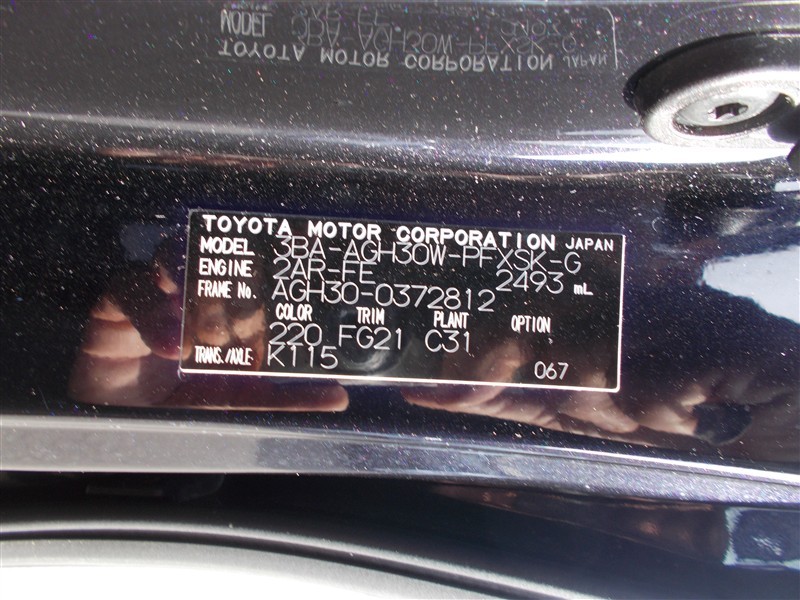 TOYOTA MOTOR CORPORATION JAPAN
MODEL 3BA-AGH30W-PFXSK-G
ENGINE 2AR-FE 2493 mL
FRAME No. AGH30-0372812
COLOR TRIM PLANT OPTION
220 FG21 C31
TRANS./AXLE K115 067